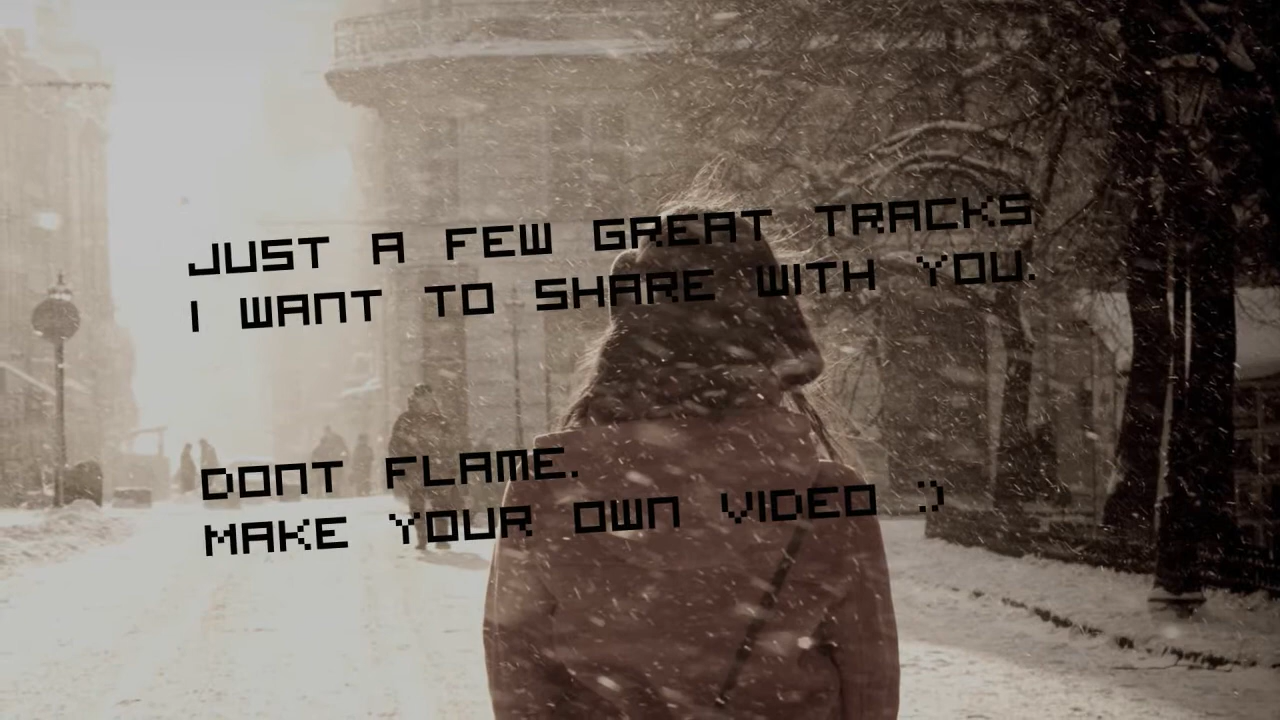 JUST A FEW GREAT TRACKS
I WANT TO SHARE WITH YOU.
DONT FLAME.
MAKE YOUR OWN VIDEO :)